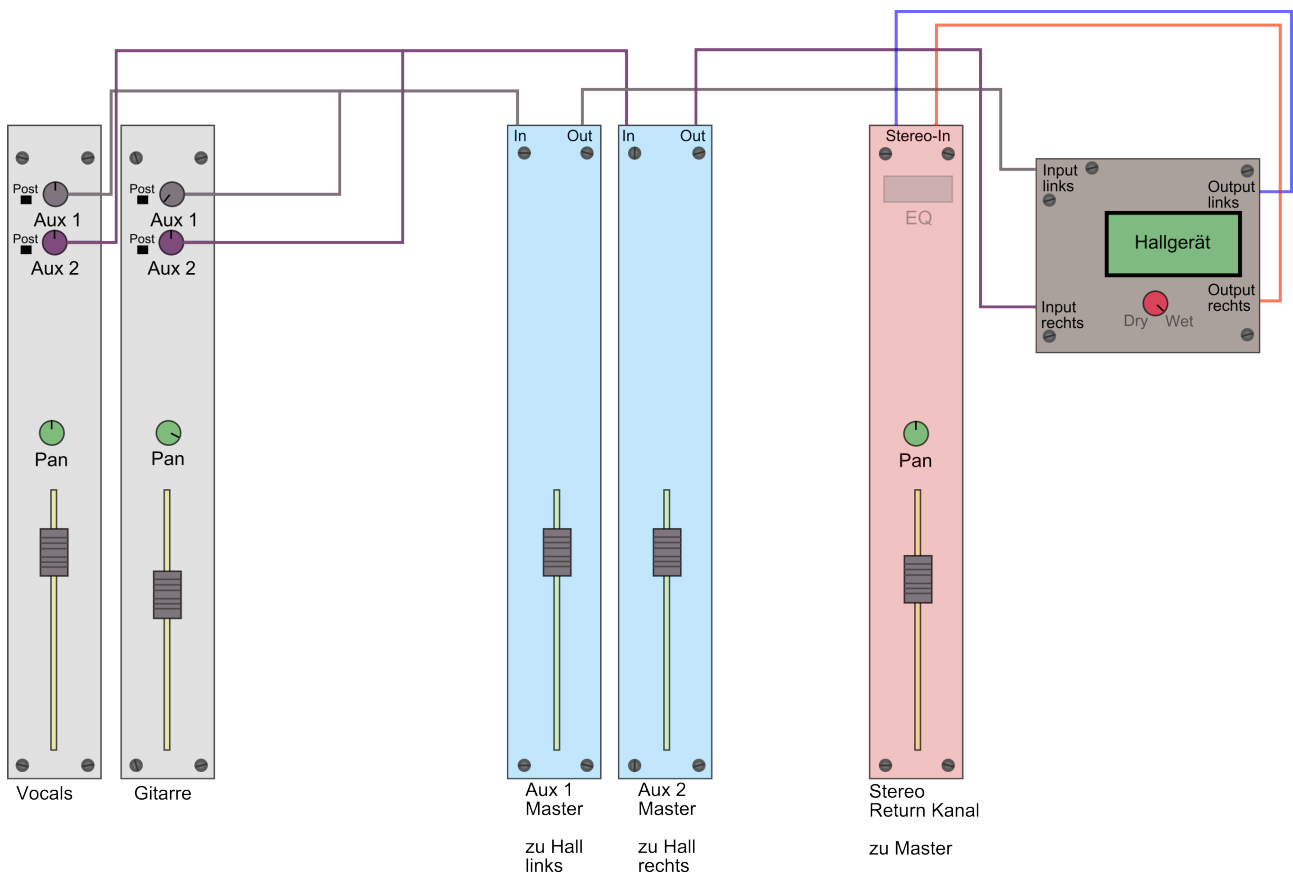 In
Out
In
Out
Stereo-In
Input
links
Output
links
Post
Aux 1
Post
Aux 1
Post
Aux 2
Post
Aux 2
EQ
Hallgerät
Output
rechts
Input
rechts
Dry
Wet
Pan
Pan
Pan
Vocals
Gitarre
Aux 1
Master
zu Hall
links
Aux 2
Master
zu Hall
rechts
Stereo
Return Kanal
zu Master